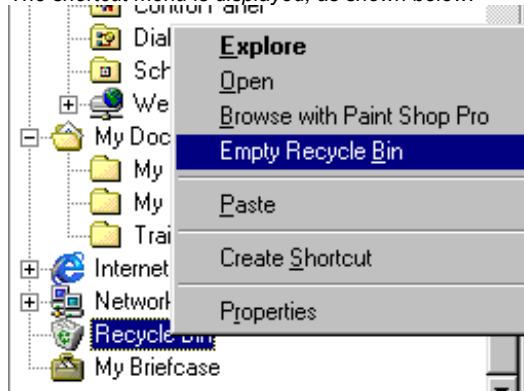 The shortcut menu is displayed, as shown below.
Control Panel
Dial
Sch
We
My Doc
My
My
Trai
Internet
Network
Recycle Bin
My Briefcase
Explore
Open
Browse with Paint Shop Pro
Empty Recycle Bin
Paste
Create Shortcut
Properties